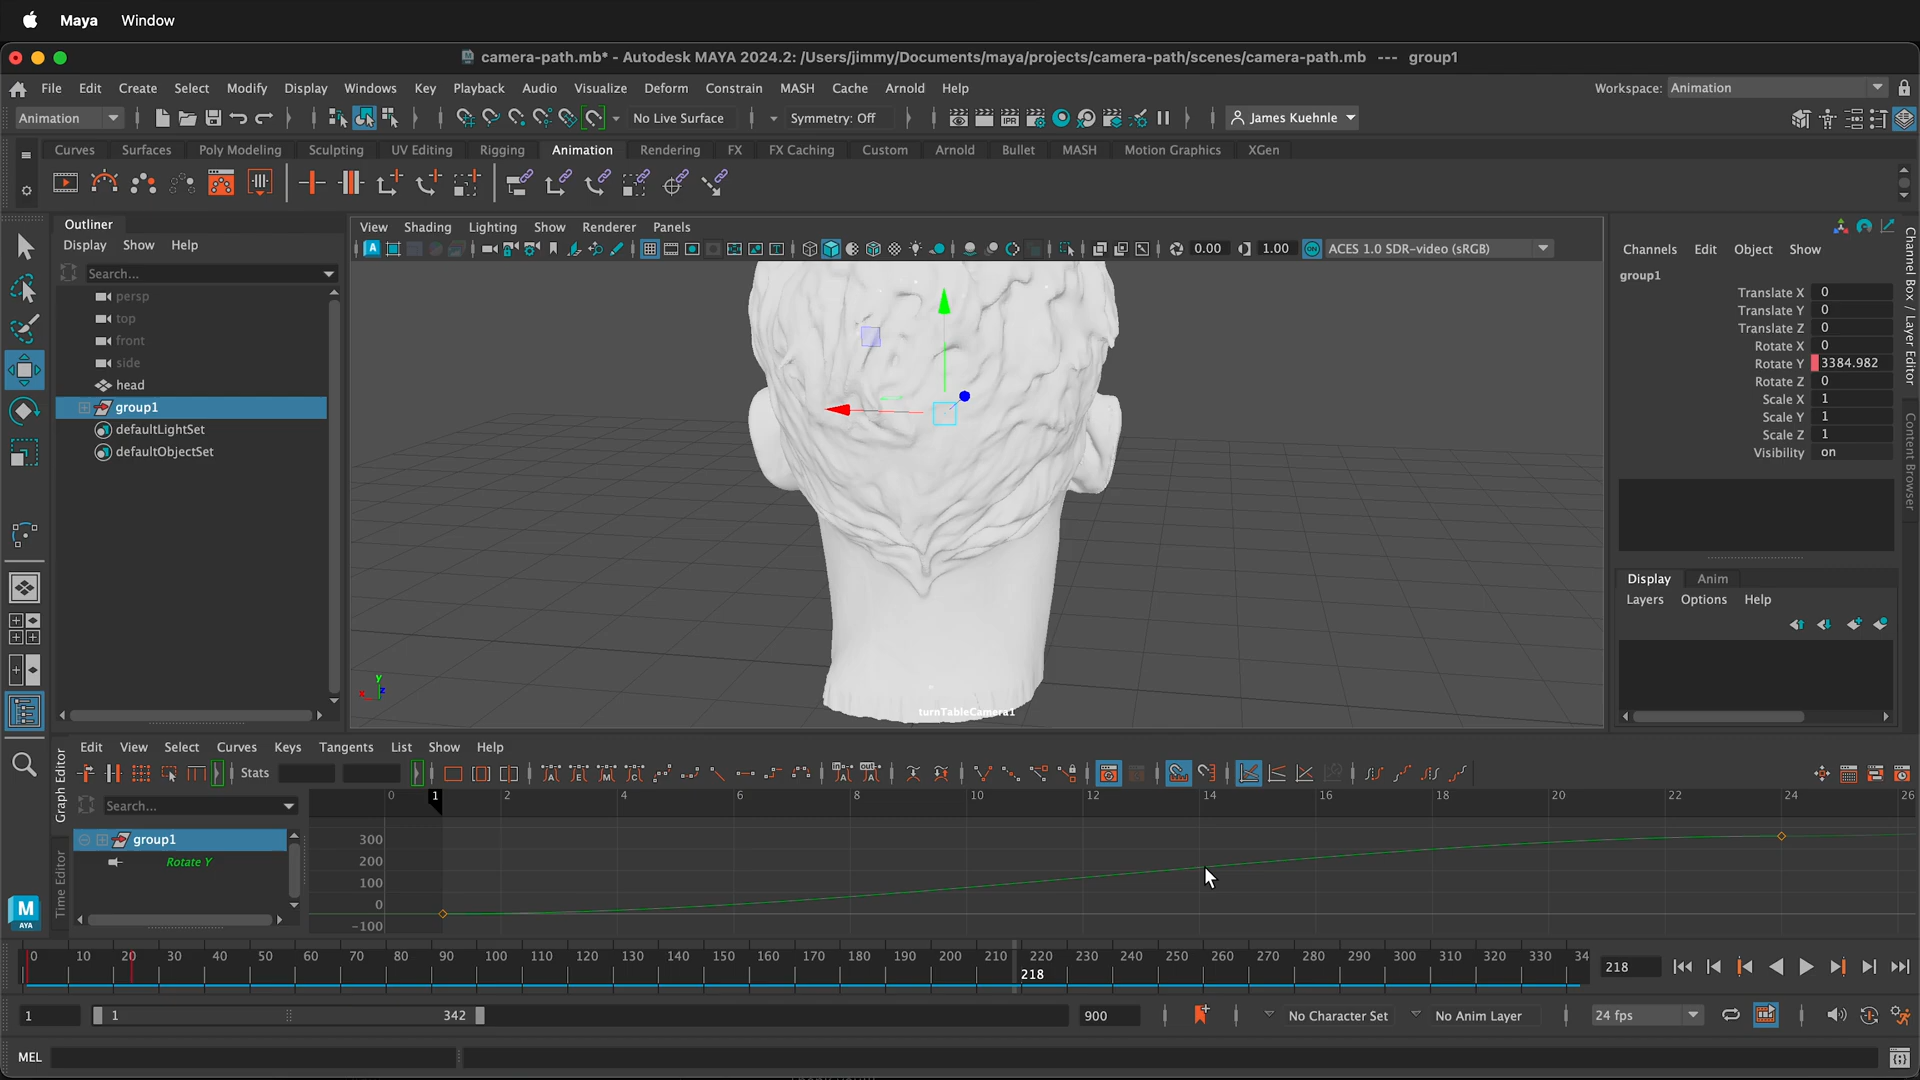 Maya Window
camera-path.mb* - Autodesk MAYA 2024.2: /Users/jimmy/Documents/maya/projects/camera-path/scenes/camera-path.mb --- group1
File Edit Create Select Modify Display Windows Key Playback Audio Visualize Deform Constrain MASH Cache Arnold Help Workspace: Animation
Animation No Live Surface Symmetry: Off IPR James Kuehnle
Curves Surfaces Poly Modeling Sculpting UV Editing Rigging Animation Rendering FX FX Caching Custom Arnold Bullet MASH Motion Graphics XGen
Outliner
Display Show Help
Search...
persp
top
front
side
head
group1
defaultLightSet
defaultObjectSet
View Shading Lighting Show Renderer Panels
0.00 1.00 ON ACES 1.0 SDR-video (sRGB)
turnTableCamera1
y
x z
Channels Edit Object Show
group1
Translate X 0
Translate Y 0
Translate Z 0
Rotate X 0
Rotate Y 3384.982
Rotate Z 0
Scale X 1
Scale Y 1
Scale Z 1
Visibility on
Channel Box / Layer Editor
Content Browser
Display Anim
Layers Options Help
Graph Editor
Time Editor
Edit View Select Curves Keys Tangents List Show Help
Stats
Search...
group1
Rotate Y
0 1 2 4 6 8 10 12 14 16 18 20 22 24 26
300
200
100
0
-100
M
AYA
0 10 20 30 40 50 60 70 80 90 100 110 120 130 140 150 160 170 180 190 200 210 220 230 240 250 260 270 280 290 300 310 320 330 34
218
218
1 1 342 900 No Character Set No Anim Layer 24 fps
MEL